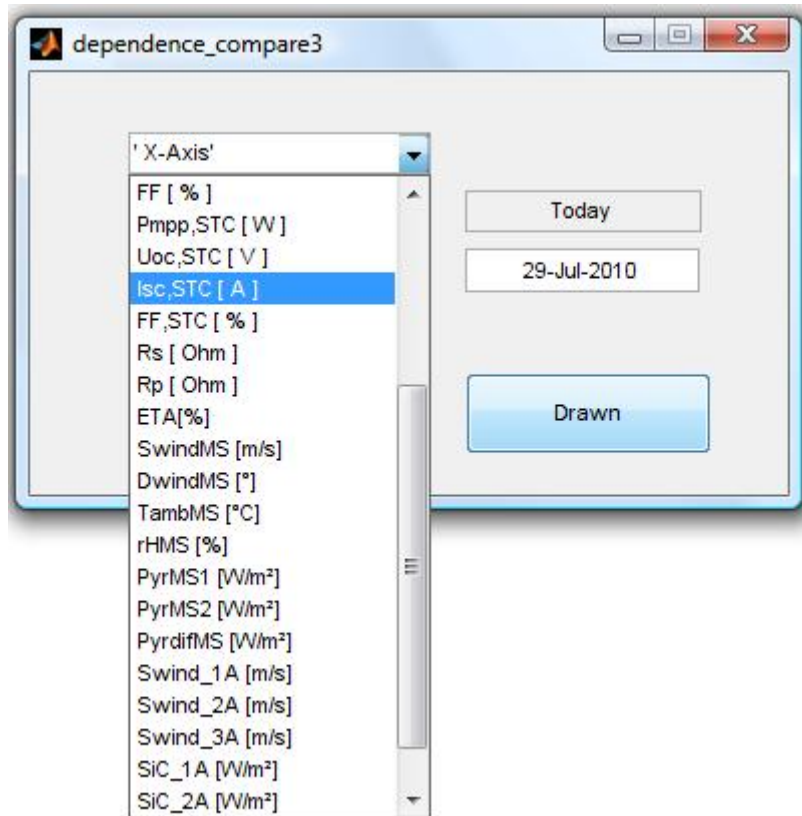 dependence_compare3
' X-Axis'
FF [ % ]
Pmpp,STC [ W ]
Uoc,STC [ V ]
Isc,STC [ A ]
FF,STC [ % ]
Rs [ Ohm ]
Rp [ Ohm ]
ETA[%]
SwindMS [m/s]
DwindMS [°]
TambMS [°C]
rHMS [%]
PyrMS1 [W/m²]
PyrMS2 [W/m²]
PyrdifMS [W/m²]
Swind_1A [m/s]
Swind_2A [m/s]
Swind_3A [m/s]
SiC_1A [W/m²]
SiC_2A [W/m²]
Today
29-Jul-2010
Drawn